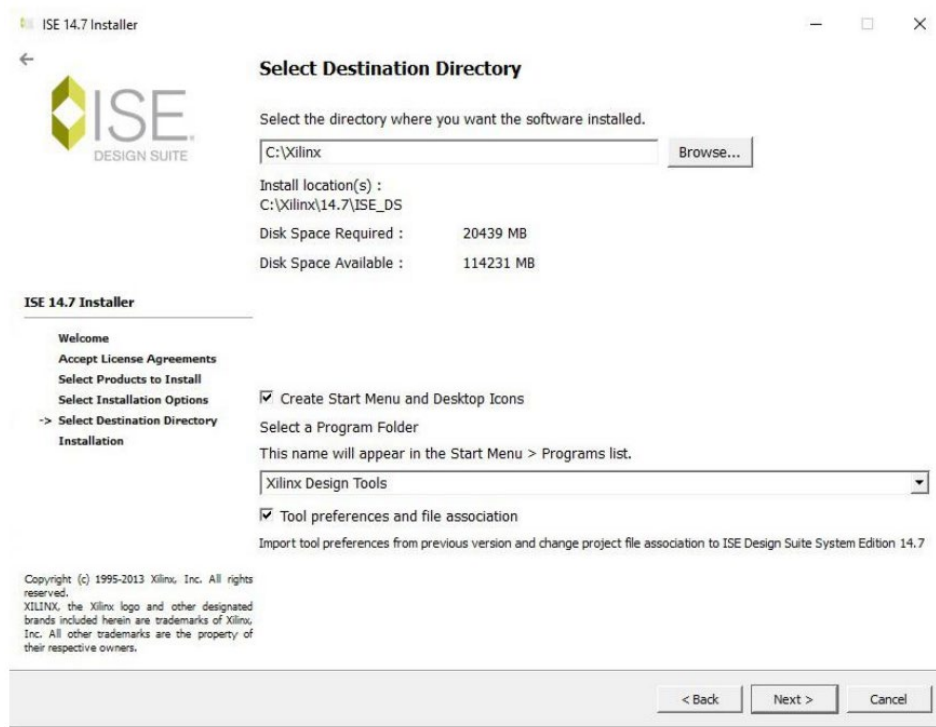 ISE 14.7 Installer
ISE.
DESIGN SUITE
Select Destination Directory
Select the directory where you want the software installed.
C:\Xilinx
Browse...
Install location(s) :
C:\Xilinx\14.7\ISE_DS
Disk Space Required : 20439 MB
Disk Space Available : 114231 MB
ISE 14.7 Installer
Welcome
Accept License Agreements
Select Products to Install
Select Installation Options
-> Select Destination Directory
Installation
Create Start Menu and Desktop Icons
Select a Program Folder
This name will appear in the Start Menu > Programs list.
Xilinx Design Tools
Tool preferences and file association
Import tool preferences from previous version and change project file association to ISE Design Suite System Edition 14.7
Copyright (c) 1995-2013 Xilinx, Inc. All rights
reserved.
XILINX, the Xilinx logo and other designated
brands included herein are trademarks of Xilinx,
Inc. All other trademarks are the property of
their respective owners.
< Back
Next >
Cancel